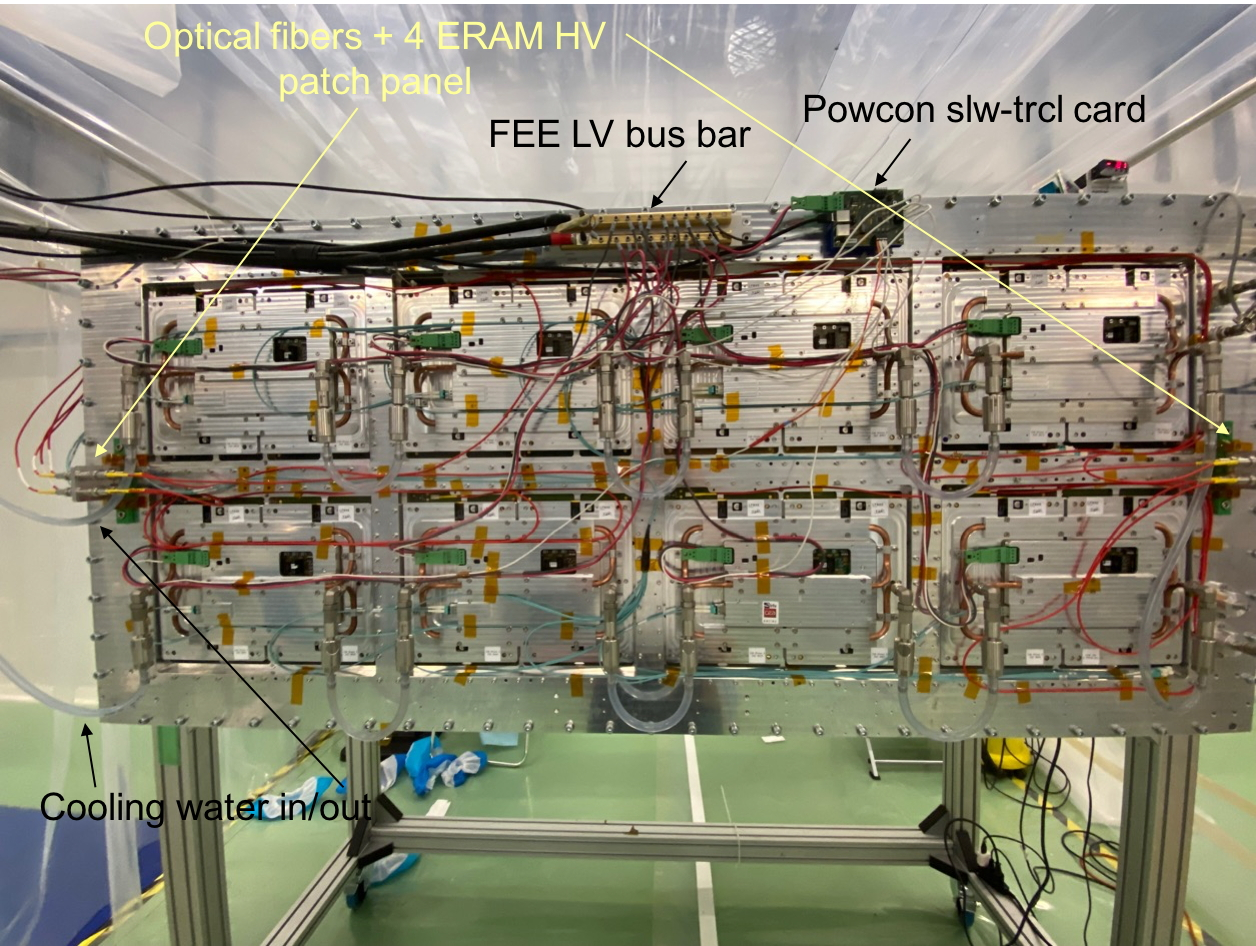 Optical fibers + 4 ERAM HV
patch panel
FEE LV bus bar
Powcon slw-trcl card
Cooling water in/out